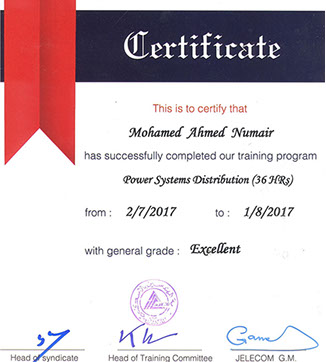 Certificate
This is to certify that
Mohamed Ahmed Numair
has successfully completed our training program
Power Systems Distribution (36 HRs)
from : 2/7/2017 to : 1/8/2017
with general grade : Excellent
Head of syndicate Head of Training Committee JELECOM G.M.